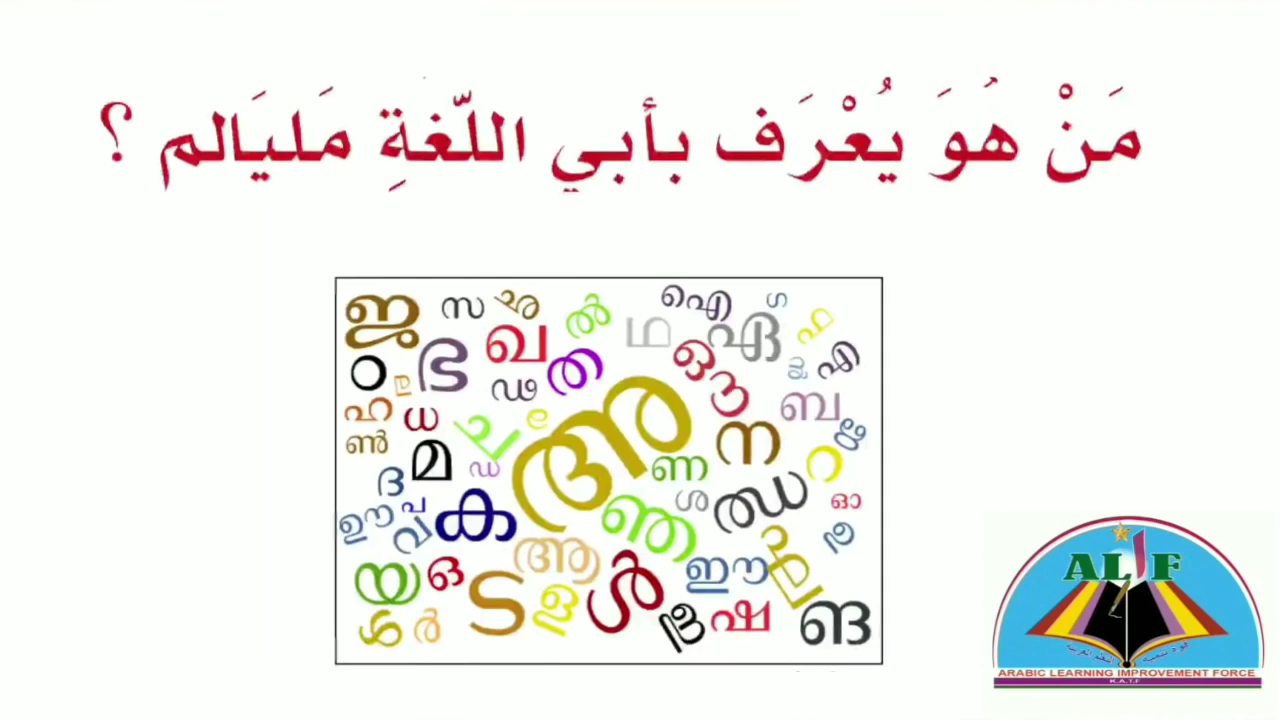 مَنْ هُوَ يُعْرَف بأبي اللّغةِ مَليَالم ؟
ജ സ ൽ ഐ ഗ
ഖ ഥ ഏ ഫ
ഠ ഭ ഢ ത ഒ എ
ഹ ധ ച ദ ബ
ൺ മ ഡ അ ണ ന റ
ദ പ ശ ഝ ഓ
ഊ വ ക ഞ
യ ഒ ആ ൾ ഈ
ഴ ർ ട ള ഷ ങ
ALIF
ARABIC LEARNING IMPROVEMENT FORCE
K.A.T.F